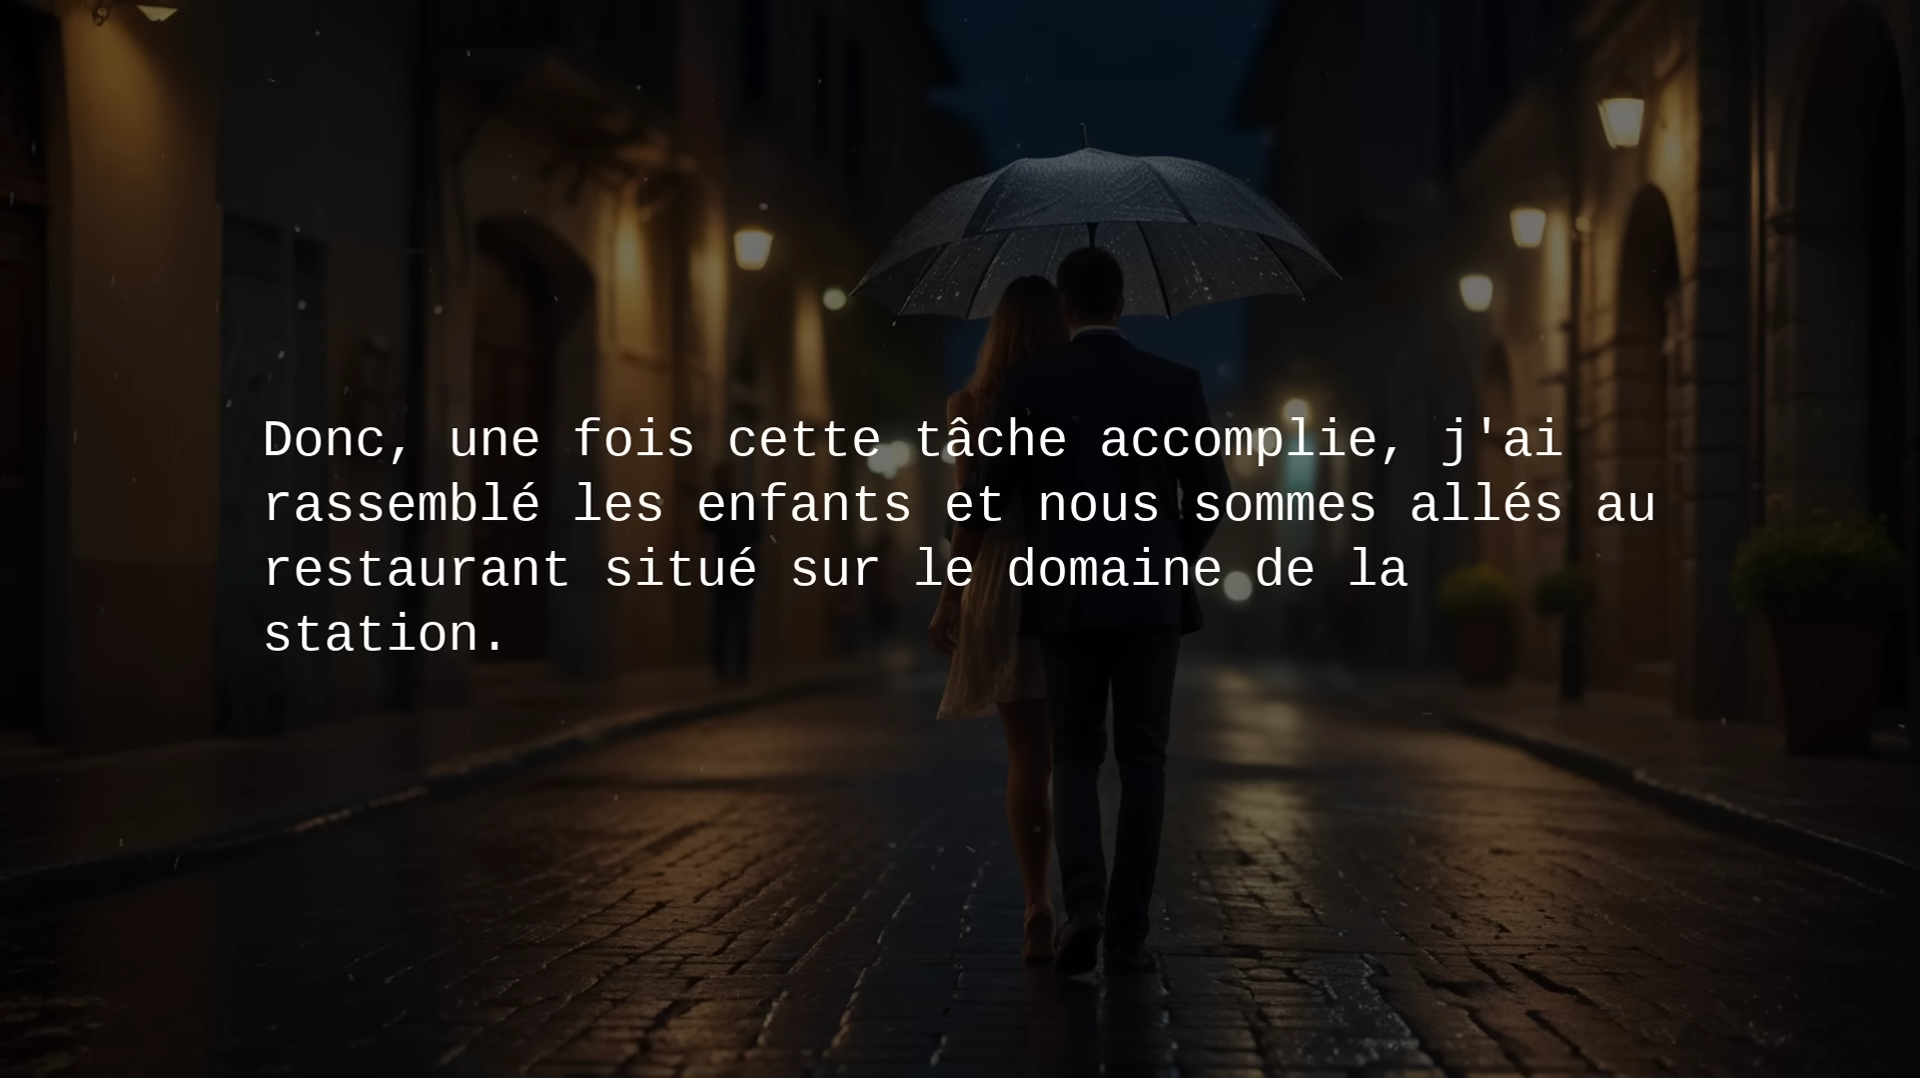 Donc, une fois cette tâche accomplie, j'ai
rassemblé les enfants et nous sommes allés au
restaurant situé sur le domaine de la
station.